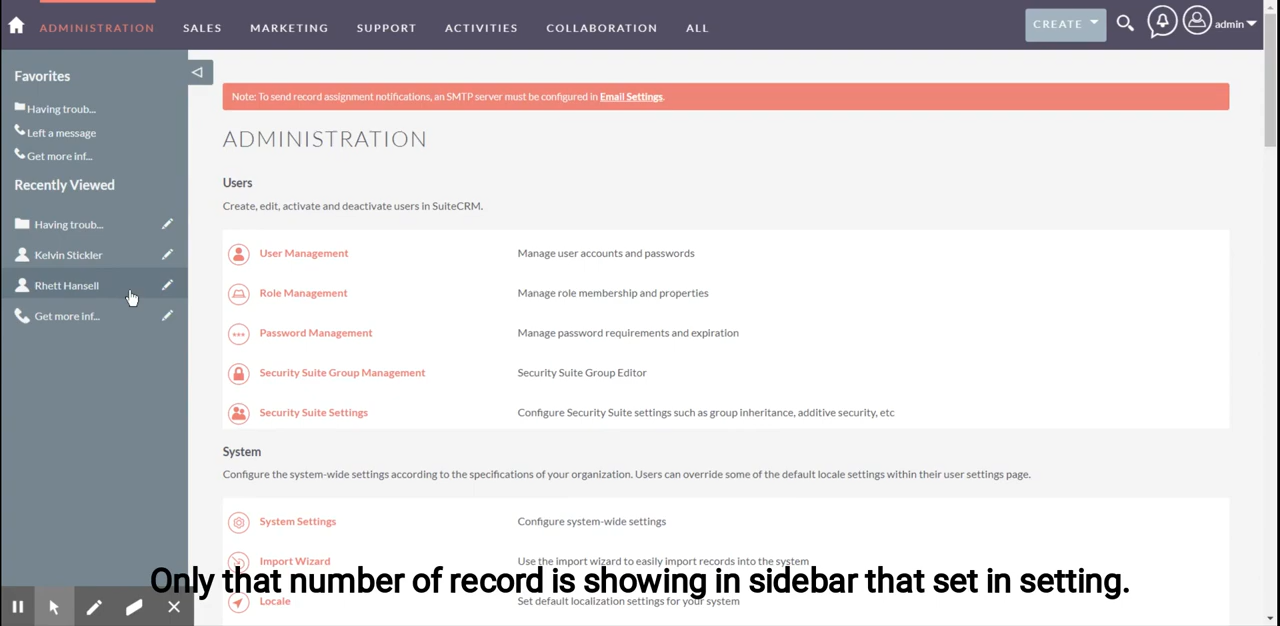 ADMINISTRATION SALES MARKETING SUPPORT ACTIVITIES COLLABORATION ALL CREATE admin
Favorites
Having troub...
Left a message
Get more inf...
Recently Viewed
Having troub...
Kelvin Stickler
Rhett Hansell
Get more inf...
Note: To send record assignment notifications, an SMTP server must be configured in Email Settings.
ADMINISTRATION
Users
Create, edit, activate and deactivate users in SuiteCRM.
User Management Manage user accounts and passwords
Role Management Manage role membership and properties
Password Management Manage password requirements and expiration
Security Suite Group Management Security Suite Group Editor
Security Suite Settings Configure Security Suite settings such as group inheritance, additive security, etc
System
Configure the system-wide settings according to the specifications of your organization. Users can override some of the default locale settings within their user settings page.
System Settings Configure system-wide settings
Import Wizard Use the import wizard to easily import records into the system
Only that number of record is showing in sidebar that set in setting.
Locale Set default localization settings for your system